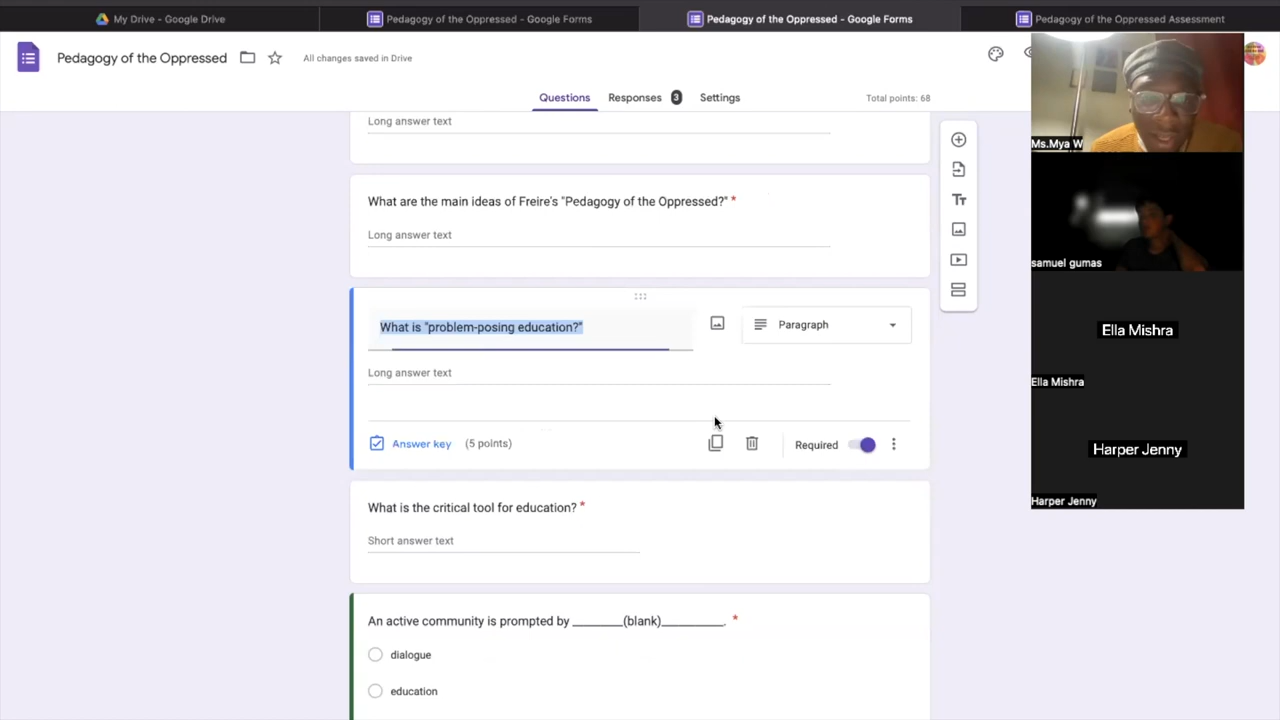 My Drive - Google Drive
Pedagogy of the Oppressed - Google Forms
Pedagogy of the Oppressed - Google Forms
Pedagogy of the Oppressed Assessment
Pedagogy of the Oppressed
All changes saved in Drive
Questions
Responses 3
Settings
Total points: 68
Long answer text
What are the main ideas of Freire's "Pedagogy of the Oppressed?" *
Long answer text
What is "problem-posing education?"
Paragraph
Long answer text
Answer key (5 points)
Required
What is the critical tool for education? *
Short answer text
An active community is prompted by ________(blank)__________. *
dialogue
education
Tт
Ms.Mya W
samuel gumas
Ella Mishra
Ella Mishra
Harper Jenny
Harper Jenny